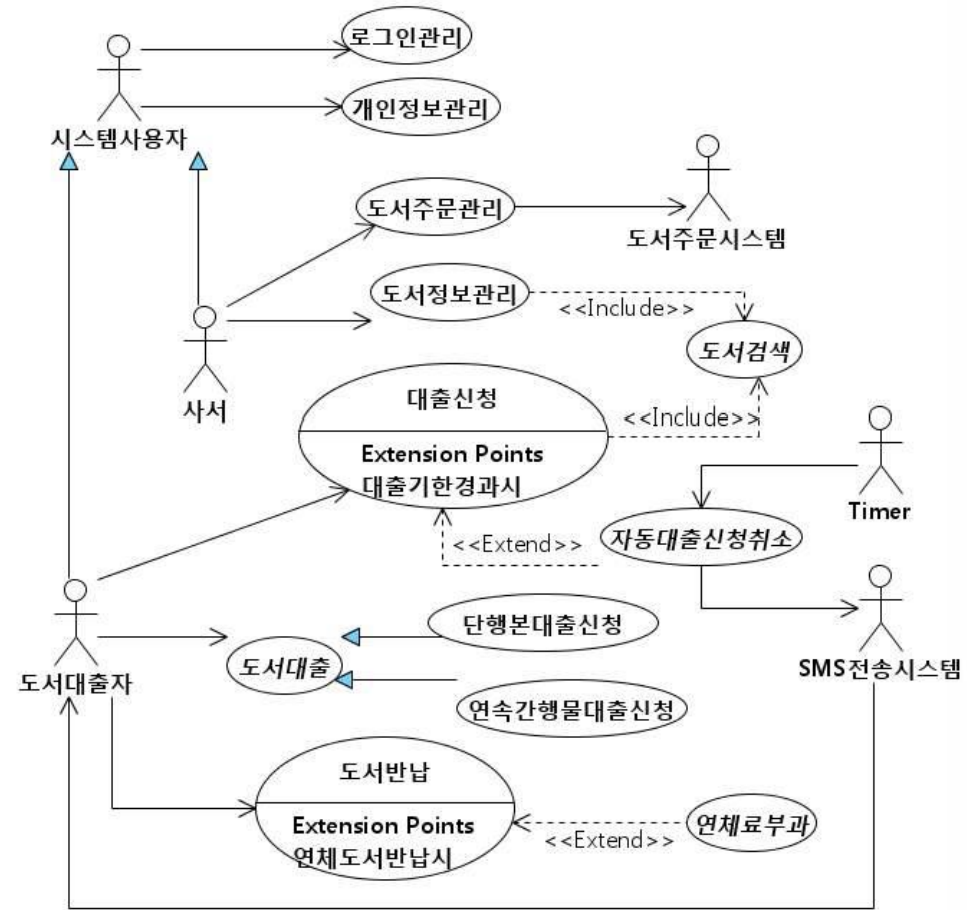 로그인관리
개인정보관리
시스템사용자
도서주문관리
도서주문시스템
도서정보관리
<<Include>>
도서검색
사서
대출신청
<<Include>>
Extension Points
대출기한경과시
Timer
<<Extend>>
자동대출신청취소
단행본대출신청
도서대출
SMS전송시스템
도서대출자
연속간행물대출신청
도서반납
Extension Points
연체도서반납시
<<Extend>>
연체료부과